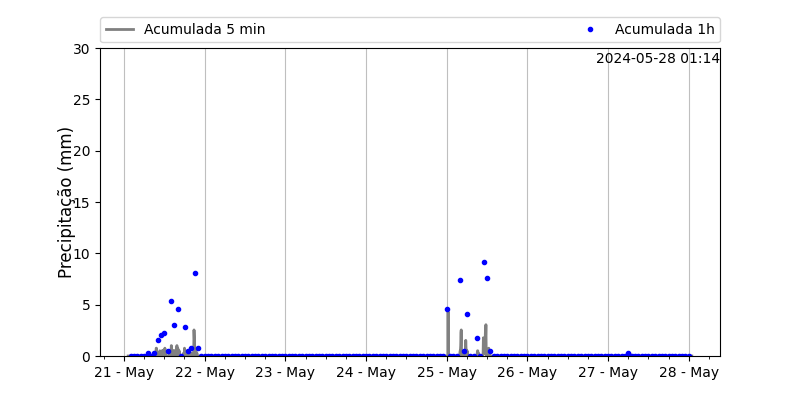 Acumulada 5 min
Acumulada 1h
2024-05-28 01:14
Precipitação (mm)
30
25
20
15
10
5
0
21 - May 22 - May 23 - May 24 - May 25 - May 26 - May 27 - May 28 - May